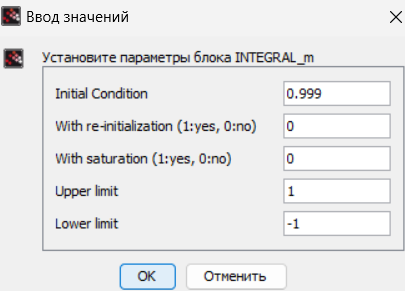 Ввод значений
Установите параметры блока INTEGRAL_m
Initial Condition 0.999
With re-initialization (1:yes, 0:no) 0
With saturation (1:yes, 0:no) 0
Upper limit 1
Lower limit -1
OK Отменить